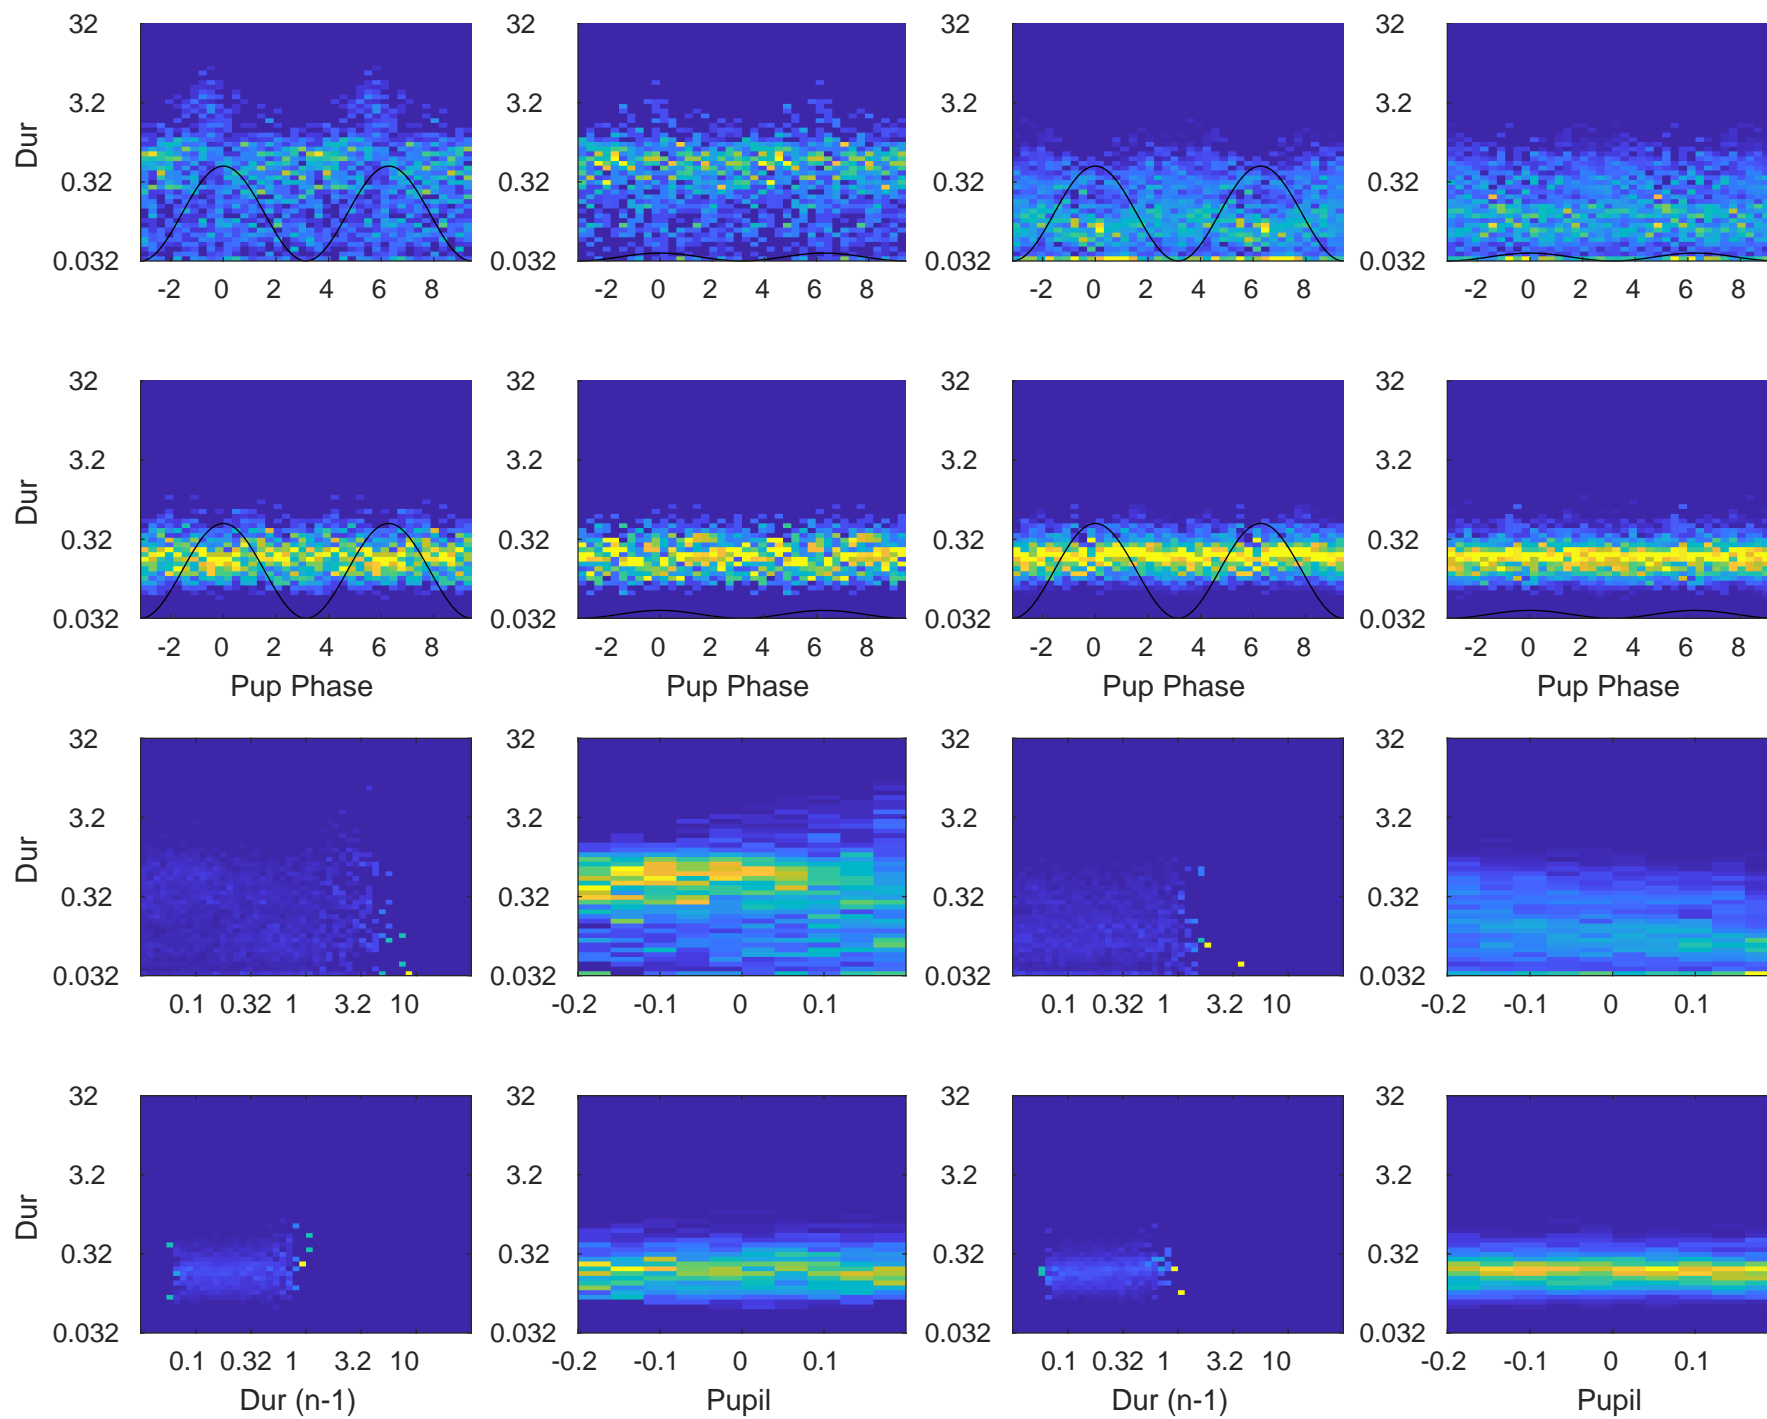 32 32 32 32
Dur 3.2 3.2 3.2 3.2
0.32 0.32 0.32 0.32
0.032 0.032 0.032 0.032
-2 0 2 4 6 8 -2 0 2 4 6 8 -2 0 2 4 6 8 -2 0 2 4 6 8
32 32 32 32
Dur 3.2 3.2 3.2 3.2
0.32 0.32 0.32 0.32
0.032 0.032 0.032 0.032
-2 0 2 4 6 8 -2 0 2 4 6 8 -2 0 2 4 6 8 -2 0 2 4 6 8
Pup Phase Pup Phase Pup Phase Pup Phase
32 32 32 32
Dur 3.2 3.2 3.2 3.2
0.32 0.32 0.32 0.32
0.032 0.032 0.032 0.032
0.1 0.32 1 3.2 10 -0.2 -0.1 0 0.1 0.1 0.32 1 3.2 10 -0.2 -0.1 0 0.1
32 32 32 32
Dur 3.2 3.2 3.2 3.2
0.32 0.32 0.32 0.32
0.032 0.032 0.032 0.032
0.1 0.32 1 3.2 10 -0.2 -0.1 0 0.1 0.1 0.32 1 3.2 10 -0.2 -0.1 0 0.1
Dur (n-1) Pupil Dur (n-1) Pupil